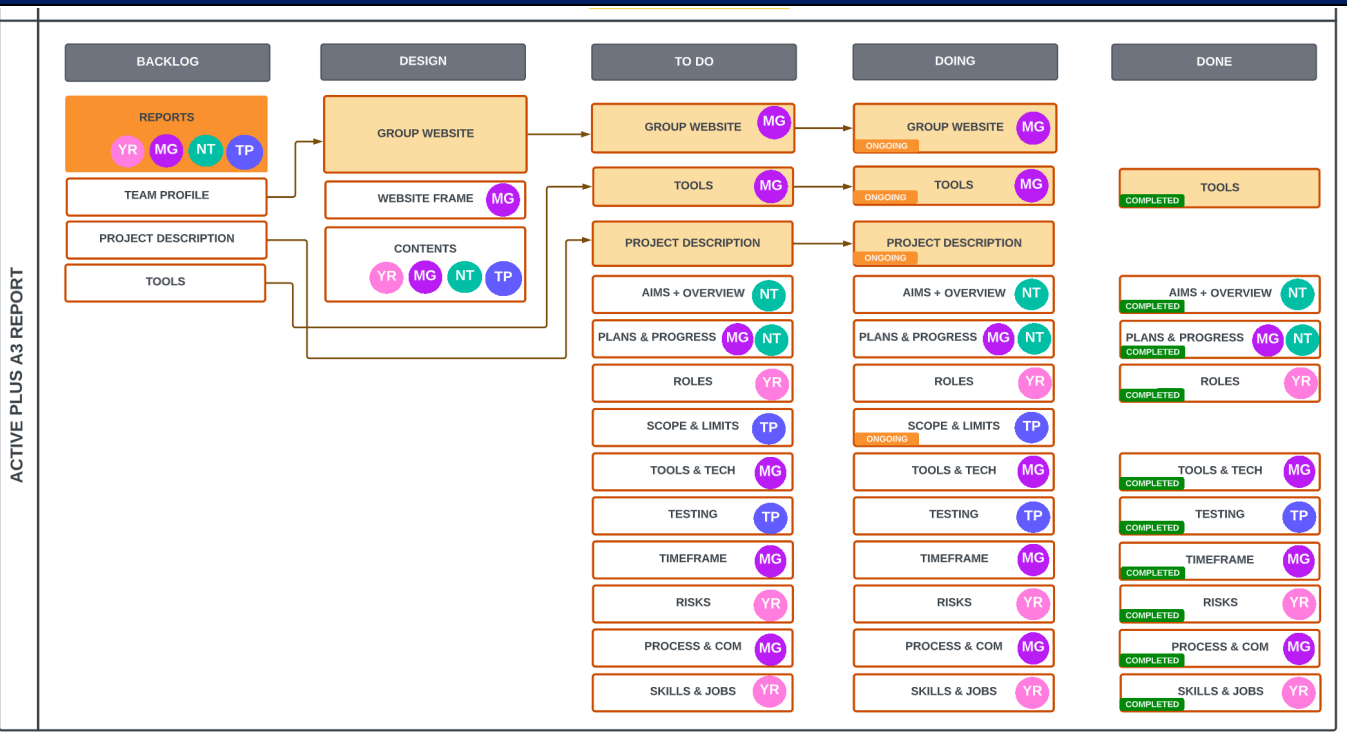 ACTIVE PLUS A3 REPORT
BACKLOG
REPORTS
YR MG NT TP
TEAM PROFILE
PROJECT DESCRIPTION
TOOLS
DESIGN
GROUP WEBSITE
WEBSITE FRAME MG
CONTENTS
YR MG NT TP
TO DO
GROUP WEBSITE MG
TOOLS MG
PROJECT DESCRIPTION
AIMS + OVERVIEW NT
PLANS & PROGRESS MG NT
ROLES YR
SCOPE & LIMITS TP
TOOLS & TECH MG
TESTING TP
TIMEFRAME MG
RISKS YR
PROCESS & COM MG
SKILLS & JOBS YR
DOING
GROUP WEBSITE MG
ONGOING
TOOLS MG
ONGOING
PROJECT DESCRIPTION
ONGOING
AIMS + OVERVIEW NT
PLANS & PROGRESS MG NT
ROLES YR
SCOPE & LIMITS TP
ONGOING
TOOLS & TECH MG
TESTING TP
TIMEFRAME MG
RISKS YR
PROCESS & COM MG
SKILLS & JOBS YR
DONE
TOOLS
COMPLETED
AIMS + OVERVIEW NT
COMPLETED
PLANS & PROGRESS MG NT
COMPLETED
ROLES YR
COMPLETED
TOOLS & TECH MG
COMPLETED
TESTING TP
COMPLETED
TIMEFRAME MG
COMPLETED
RISKS YR
COMPLETED
PROCESS & COM MG
COMPLETED
SKILLS & JOBS YR
COMPLETED